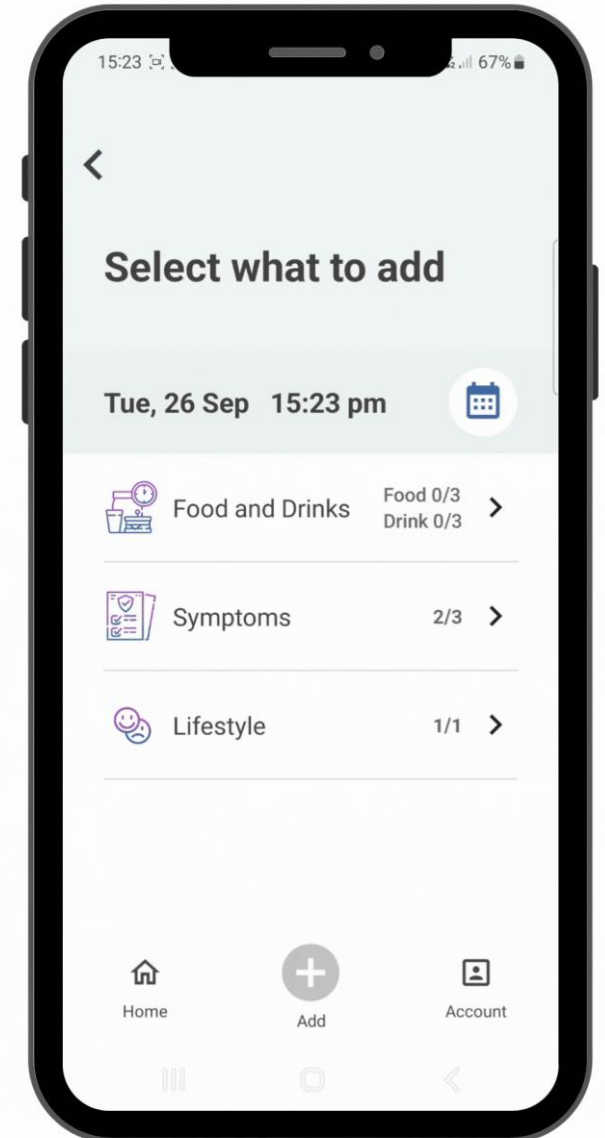 15:23
67%
Select what to add
Tue, 26 Sep 15:23 pm
Food and Drinks
Food 0/3
Drink 0/3
Symptoms
2/3
Lifestyle
1/1
Home
Add
Account